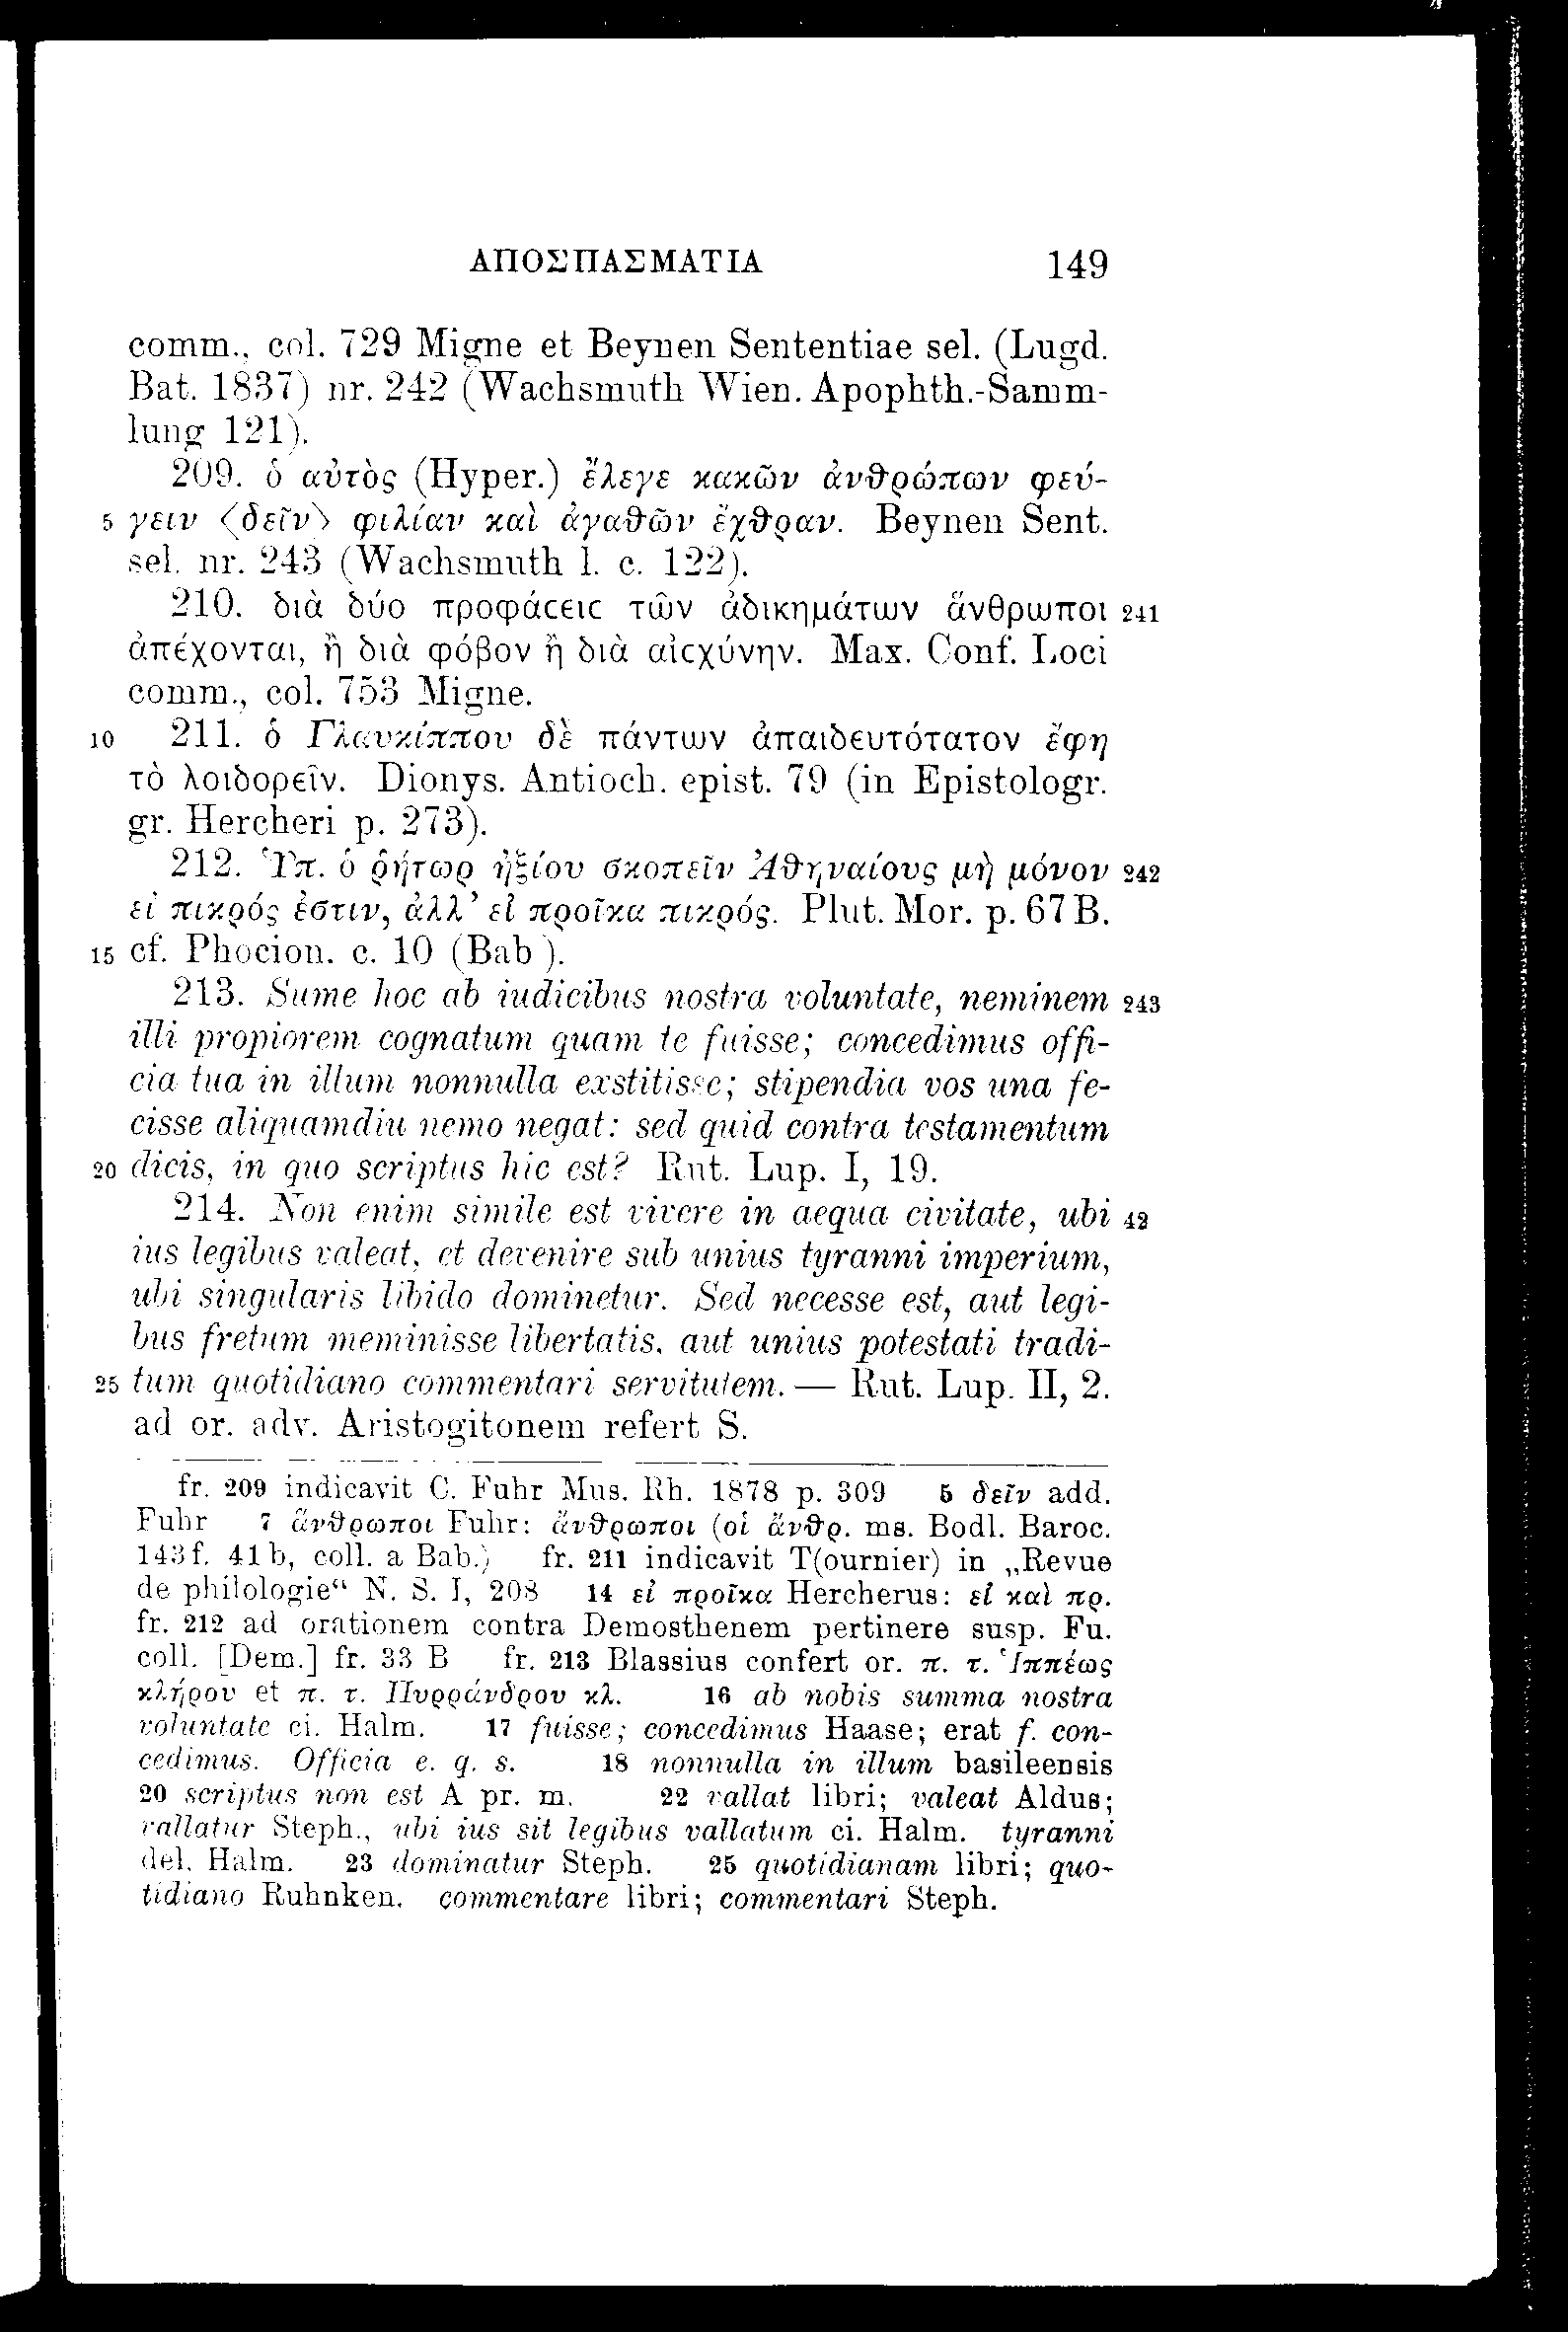 ΑΠΟΣΠΑΣΜΑΤΙΑ 149
comm., col. 729 Migne et Beynen Sententiae sel. (Lugd.
Bat. 1837) nr. 242 (Wachsmuth Wien. Apophth.-Samm-
lung 121).
209. ὁ αὐτὸς (Hyper.) ἔλεγε κακῶν ἀνϑρώπων φεύ-
5 γειν 〈δεῖν〉 φιλίαν καὶ ἀγαϑῶν ἔχϑραν. Beynen Sent.
sel. nr. 243 (Wachsmuth l. c. 122).
210. διὰ δύο προφάϲειϲ τῶν ἀδικημάτων ἄνθρωποι 241
ἀπέχονται, ἢ διὰ φόβον ἢ διὰ αἰϲχύνην. Max. Conf. Loci
comm., col. 753 Migne.
10 211. ὁ Γλαυκίππου δὲ πάντων ἀπαιδευτότατον ἔφη
τὸ λοιδορεῖν. Dionys. Antioch. epist. 79 (in Epistologr.
gr. Hercheri p. 273).
212. Ὑπ. ὁ ῥήτωρ ἠξίου σκοπεῖν Ἀϑηναίους μὴ μόνον 242
εἰ πικρός ἐστιν, ἀλλ’ εἰ προῖκα πικρός. Plut. Mor. p. 67 B.
15 cf. Phocion. c. 10 (Bab ).
213. Sume hoc ab iudicibus nostra voluntate, neminem 243
illi propiorem cognatum quam te fuisse; concedimus offi-
cia tua in illum nonnulla exstitisse; stipendia vos una fe-
cisse aliquamdiu nemo negat: sed quid contra testamentum
20 dicis, in quo scriptus hic est? Rut. Lup. I, 19.
214. Non enim simile est vivere in aequa civitate, ubi 42
ius legibus valeat, et devenire sub unius tyranni imperium,
ubi singularis libido dominetur. Sed necesse est, aut legi-
bus fretum meminisse libertatis, aut unius potestati tradi-
25 tum quotidiano commentari servitutem. — Rut. Lup. II, 2.
ad or. adv. Aristogitonem refert S.
fr. 209 indicavit C. Fuhr Mus. Rh. 1878 p. 309 5 δεῖν add.
Fuhr 7 ἄνϑρωποι Fuhr: ἄνϑρωποι (οἱ ἄνϑρ. ms. Bodl. Baroc.
143 f. 41 b, coll. a Bab.) fr. 211 indicavit T(ournier) in „Revue
de philologie“ N. S. I, 208 14 εἰ προῖκα Hercherus: εἰ καὶ πρ.
fr. 212 ad orationem contra Demosthenem pertinere susp. Fu.
coll. [Dem.] fr. 33 B fr. 213 Blassius confert or. π. τ. Ἱππέως
κλήρου et π. τ. Πυρράνδρου κλ. 16 ab nobis summa nostra
voluntate ci. Halm. 17 fuisse; concedimus Haase; erat f. con-
cedimus. Officia e. q. s. 18 nonnulla in illum basileensis
20 scriptus non est A pr. m. 22 vallat libri; valeat Aldus;
vallatur Steph., ubi ius sit legibus vallatum ci. Halm. tyranni
del. Halm. 23 dominatur Steph. 25 quotidianam libri; quo-
tidiano Ruhnken. commentare libri; commentari Steph.